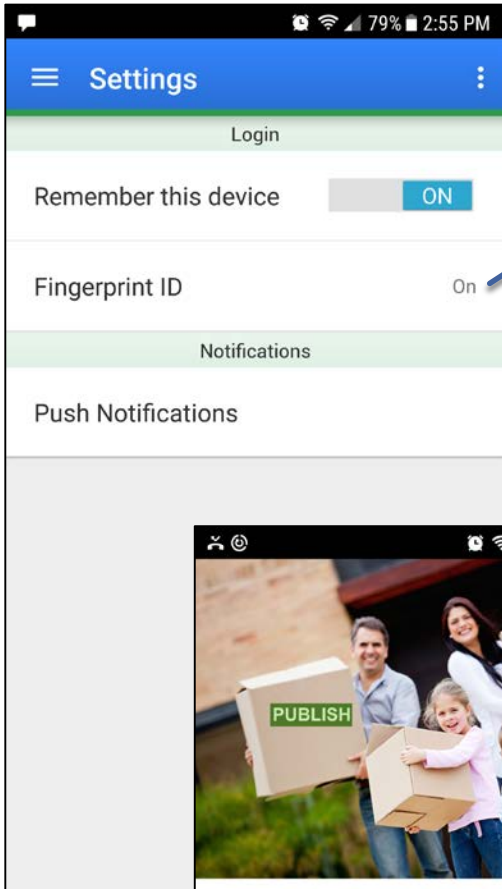 79% 2:55 PM
Settings
Login
Remember this device ON
Fingerprint ID On
Notifications
Push Notifications
PUBLISH